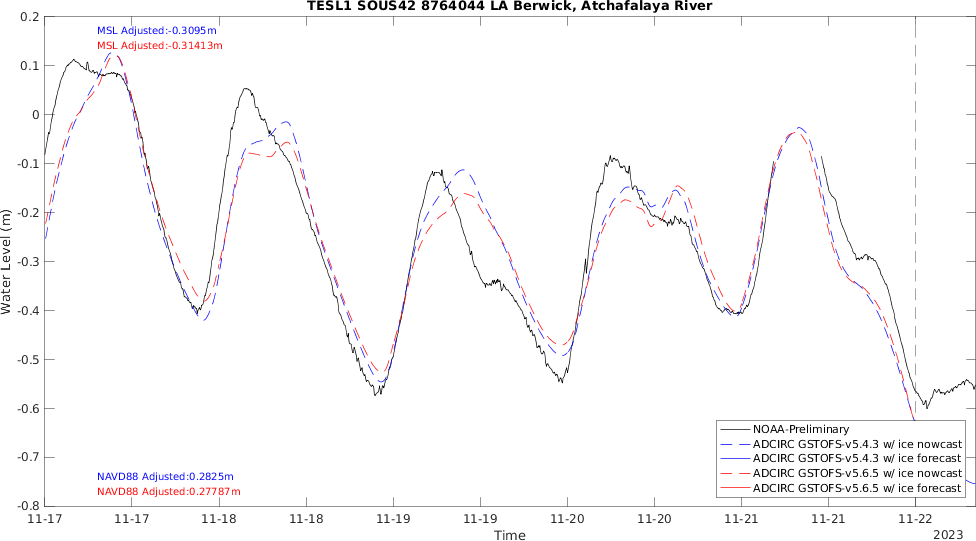 TESL1 SOUS42 8764044 LA Berwick, Atchafalaya River
0.2
MSL Adjusted:-0.3095m
MSL Adjusted:-0.31413m
0.1
0
-0.1
-0.2
-0.3
-0.4
-0.5
-0.6
-0.7
-0.8
Water Level (m)
NOAA-Preliminary
ADCIRC GSTOFS-v5.4.3 w/ ice nowcast
ADCIRC GSTOFS-v5.4.3 w/ ice forecast
ADCIRC GSTOFS-v5.6.5 w/ ice nowcast
ADCIRC GSTOFS-v5.6.5 w/ ice forecast
NAVD88 Adjusted:0.2825m
NAVD88 Adjusted:0.27787m
11-17 11-17 11-18 11-18 11-19 11-19 11-20 11-20 11-21 11-21 11-22
Time
2023